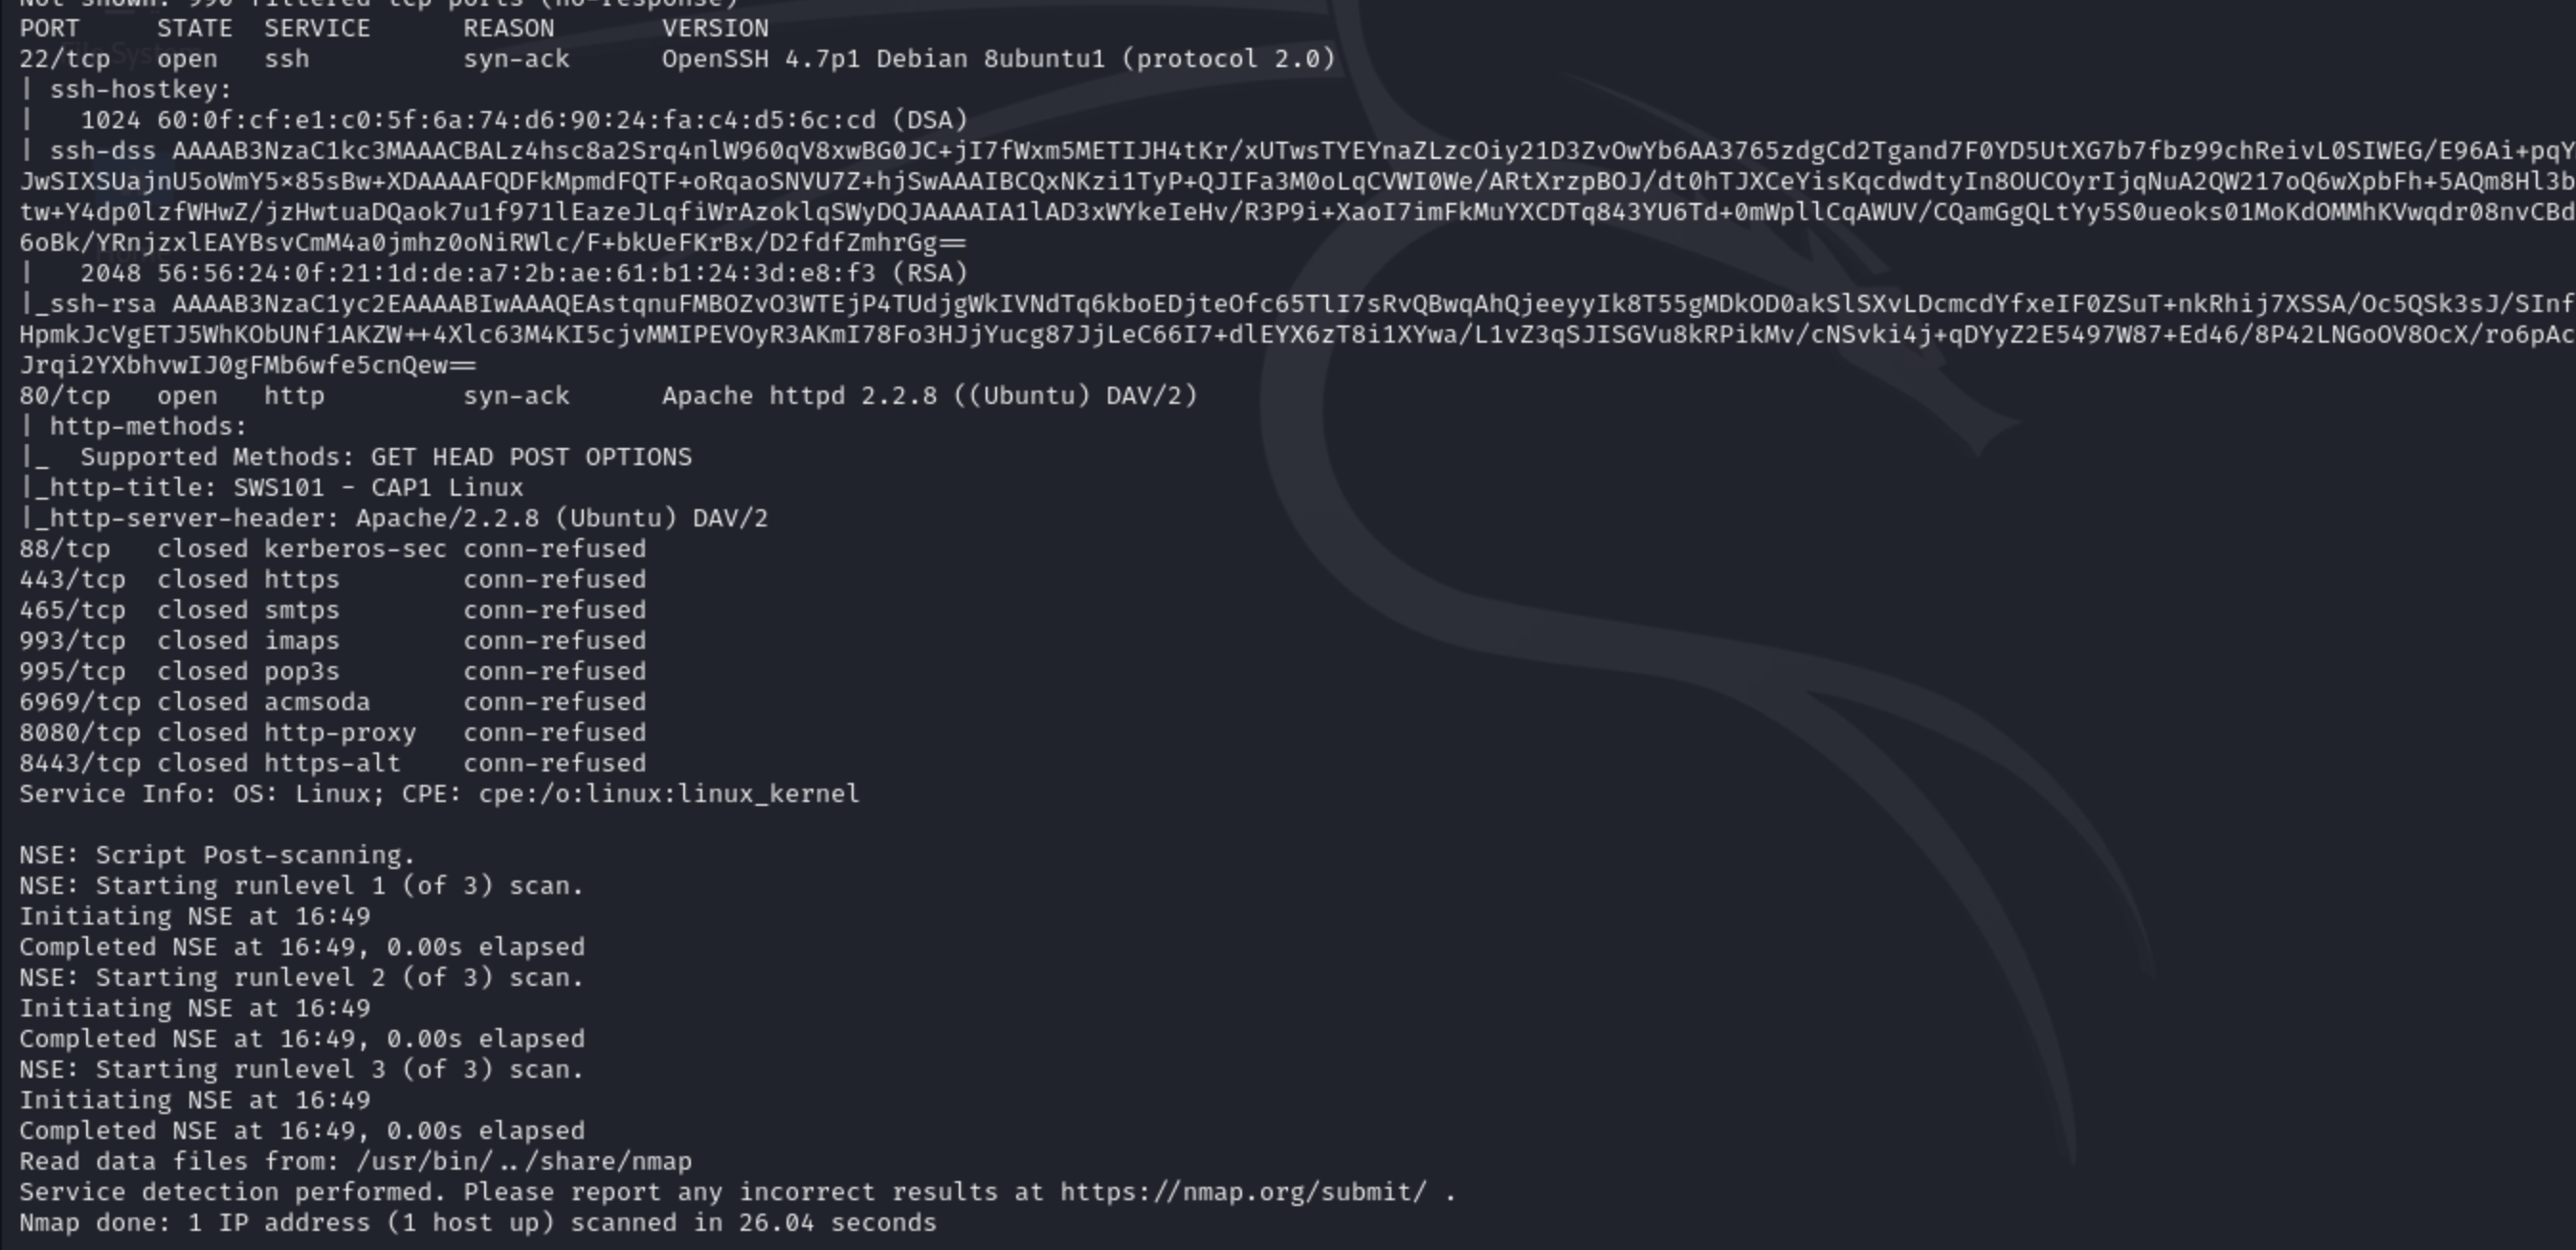 Not shown: 990 filtered tcp ports (no-response)
PORT STATE SERVICE REASON VERSION
22/tcp open ssh syn-ack OpenSSH 4.7p1 Debian 8ubuntu1 (protocol 2.0)
| ssh-hostkey:
| 1024 60:0f:cf:e1:c0:5f:6a:74:d6:90:24:fa:c4:d5:6c:cd (DSA)
| ssh-dss AAAAB3NzaC1kc3MAAACBALz4hsc8a2Srq4nlW960qV8xwBG0JC+jI7fWxm5METIJH4tKr/xUTwsTYEYnaZLzcOiy21D3ZvOwYb6AA3765zdgCd2Tgand7F0YD5UtXG7b7fbz99chReivL0SIWEG/E96Ai+pqY
JwSIXSUajnU5oWmY5×85sBw+XDAAAAFQDFkMpmdFQTF+oRqaoSNVU7Z+hjSwAAAIBCQxNKzi1TyP+QJIFa3M0oLqCVWI0We/ARtXrzpBOJ/dt0hTJXCeYisKqcdwdtyIn8OUCOyrIjqNuA2QW217oQ6wXpbFh+5AQm8Hl3b
tw+Y4dp0lzfWHwZ/jzHwtuaDQaok7u1f971lEazeJLqfiWrAzoklqSWyDQJAAAAIA1lAD3xWYkeIeHv/R3P9i+XaoI7imFkMuYXCDTq843YU6Td+0mWpllCqAWUV/CQamGgQLtYy5S0ueoks01MoKdOMMhKVwqdr08nvCBd
6oBk/YRnjzxlEAYBsvCmM4a0jmhz0oNiRWlc/F+bkUeFKrBx/D2fdfZmhrGg==
| 2048 56:56:24:0f:21:1d:de:a7:2b:ae:61:b1:24:3d:e8:f3 (RSA)
|_ssh-rsa AAAAB3NzaC1yc2EAAAABIwAAAQEAstqnuFMBOZvO3WTEjP4TUdjgWkIVNdTq6kboEDjteOfc65TlI7sRvQBwqAhQjeeyyIk8T55gMDkOD0akSlSXvLDcmcdYfxeIF0ZSuT+nkRhij7XSSA/Oc5QSk3sJ/SInf
HpmkJcVgETJ5WhKObUNf1AKZW++4Xlc63M4KI5cjvMMIPEVOyR3AKmI78Fo3HJjYucg87JjLeC66I7+dlEYX6zT8i1XYwa/L1vZ3qSJISGVu8kRPikMv/cNSvki4j+qDYyZ2E5497W87+Ed46/8P42LNGoOV8OcX/ro6pAc
Jrqi2YXbhvwIJ0gFMb6wfe5cnQew==
80/tcp open http syn-ack Apache httpd 2.2.8 ((Ubuntu) DAV/2)
| http-methods:
|_ Supported Methods: GET HEAD POST OPTIONS
|_http-title: SWS101 - CAP1 Linux
|_http-server-header: Apache/2.2.8 (Ubuntu) DAV/2
88/tcp closed kerberos-sec conn-refused
443/tcp closed https conn-refused
465/tcp closed smtps conn-refused
993/tcp closed imaps conn-refused
995/tcp closed pop3s conn-refused
6969/tcp closed acmsoda conn-refused
8080/tcp closed http-proxy conn-refused
8443/tcp closed https-alt conn-refused
Service Info: OS: Linux; CPE: cpe:/o:linux:linux_kernel
NSE: Script Post-scanning.
NSE: Starting runlevel 1 (of 3) scan.
Initiating NSE at 16:49
Completed NSE at 16:49, 0.00s elapsed
NSE: Starting runlevel 2 (of 3) scan.
Initiating NSE at 16:49
Completed NSE at 16:49, 0.00s elapsed
NSE: Starting runlevel 3 (of 3) scan.
Initiating NSE at 16:49
Completed NSE at 16:49, 0.00s elapsed
Read data files from: /usr/bin/../share/nmap
Service detection performed. Please report any incorrect results at https://nmap.org/submit/ .
Nmap done: 1 IP address (1 host up) scanned in 26.04 seconds